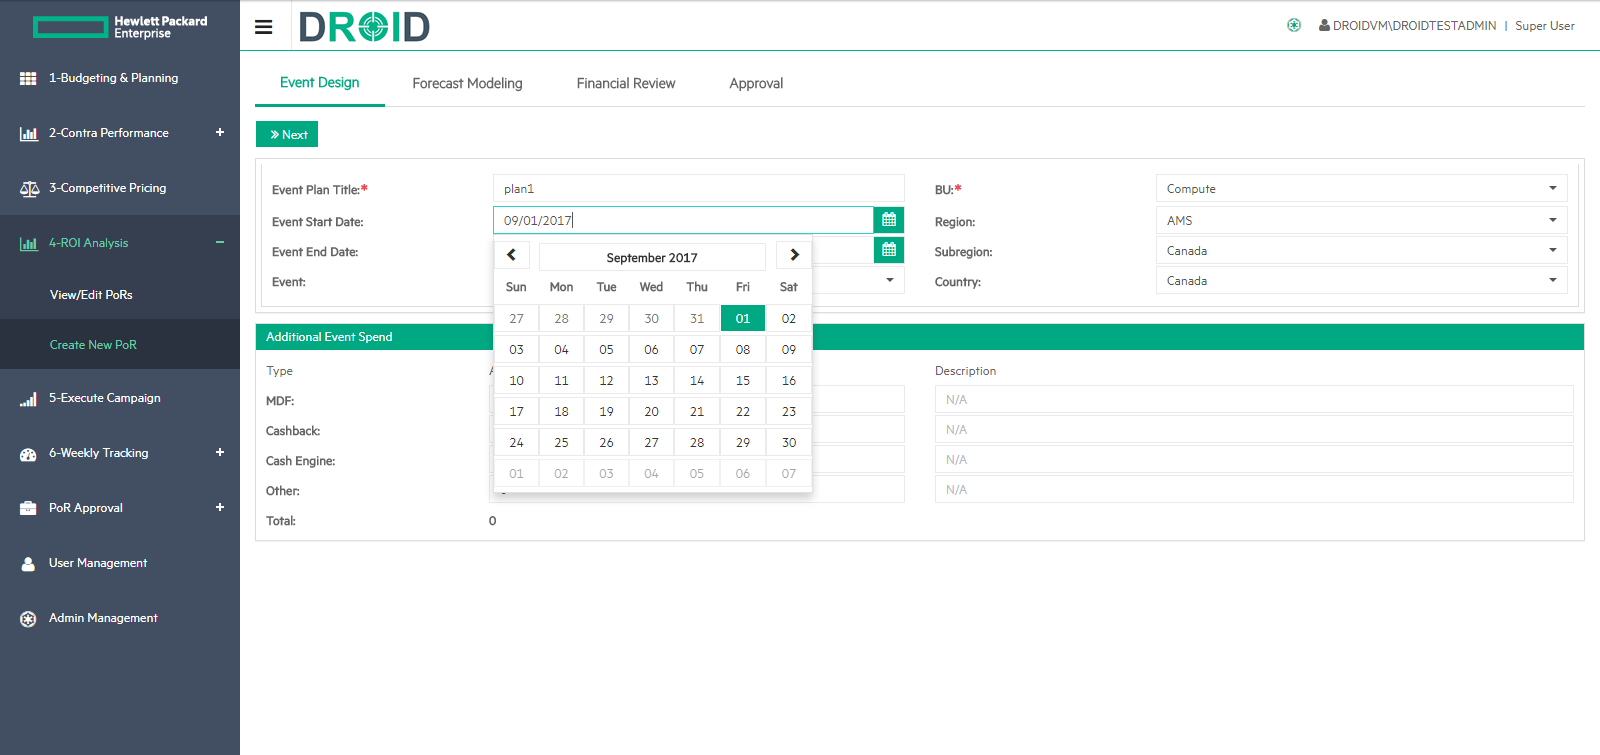 Hewlett Packard
Enterprise
DROID
DROIDVM\DROIDTESTADMIN | Super User
1-Budgeting & Planning
2-Contra Performance +
3-Competitive Pricing
4-ROI Analysis −
View/Edit PoRs
Create New PoR
5-Execute Campaign
6-Weekly Tracking +
PoR Approval +
User Management
Admin Management
Event Design Forecast Modeling Financial Review Approval
» Next
Event Plan Title:* plan1 BU:* Compute
Event Start Date: 09/01/2017 Region: AMS
Event End Date: Subregion: Canada
Event: Country: Canada
September 2017
Sun Mon Tue Wed Thu Fri Sat
27 28 29 30 31 01 02
03 04 05 06 07 08 09
10 11 12 13 14 15 16
17 18 19 20 21 22 23
24 25 26 27 28 29 30
01 02 03 04 05 06 07
Additional Event Spend
Type Description
MDF: N/A
Cashback: N/A
Cash Engine: N/A
Other: N/A
Total: 0